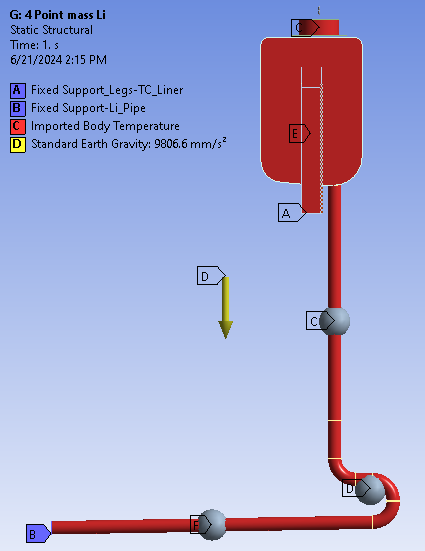 G: 4 Point mass Li
Static Structural
Time: 1. s
6/21/2024 2:15 PM
A Fixed Support_Legs-TC_Liner
B Fixed Support-Li_Pipe
C Imported Body Temperature
D Standard Earth Gravity: 9806.6 mm/s²
E
A
D
C
D
B